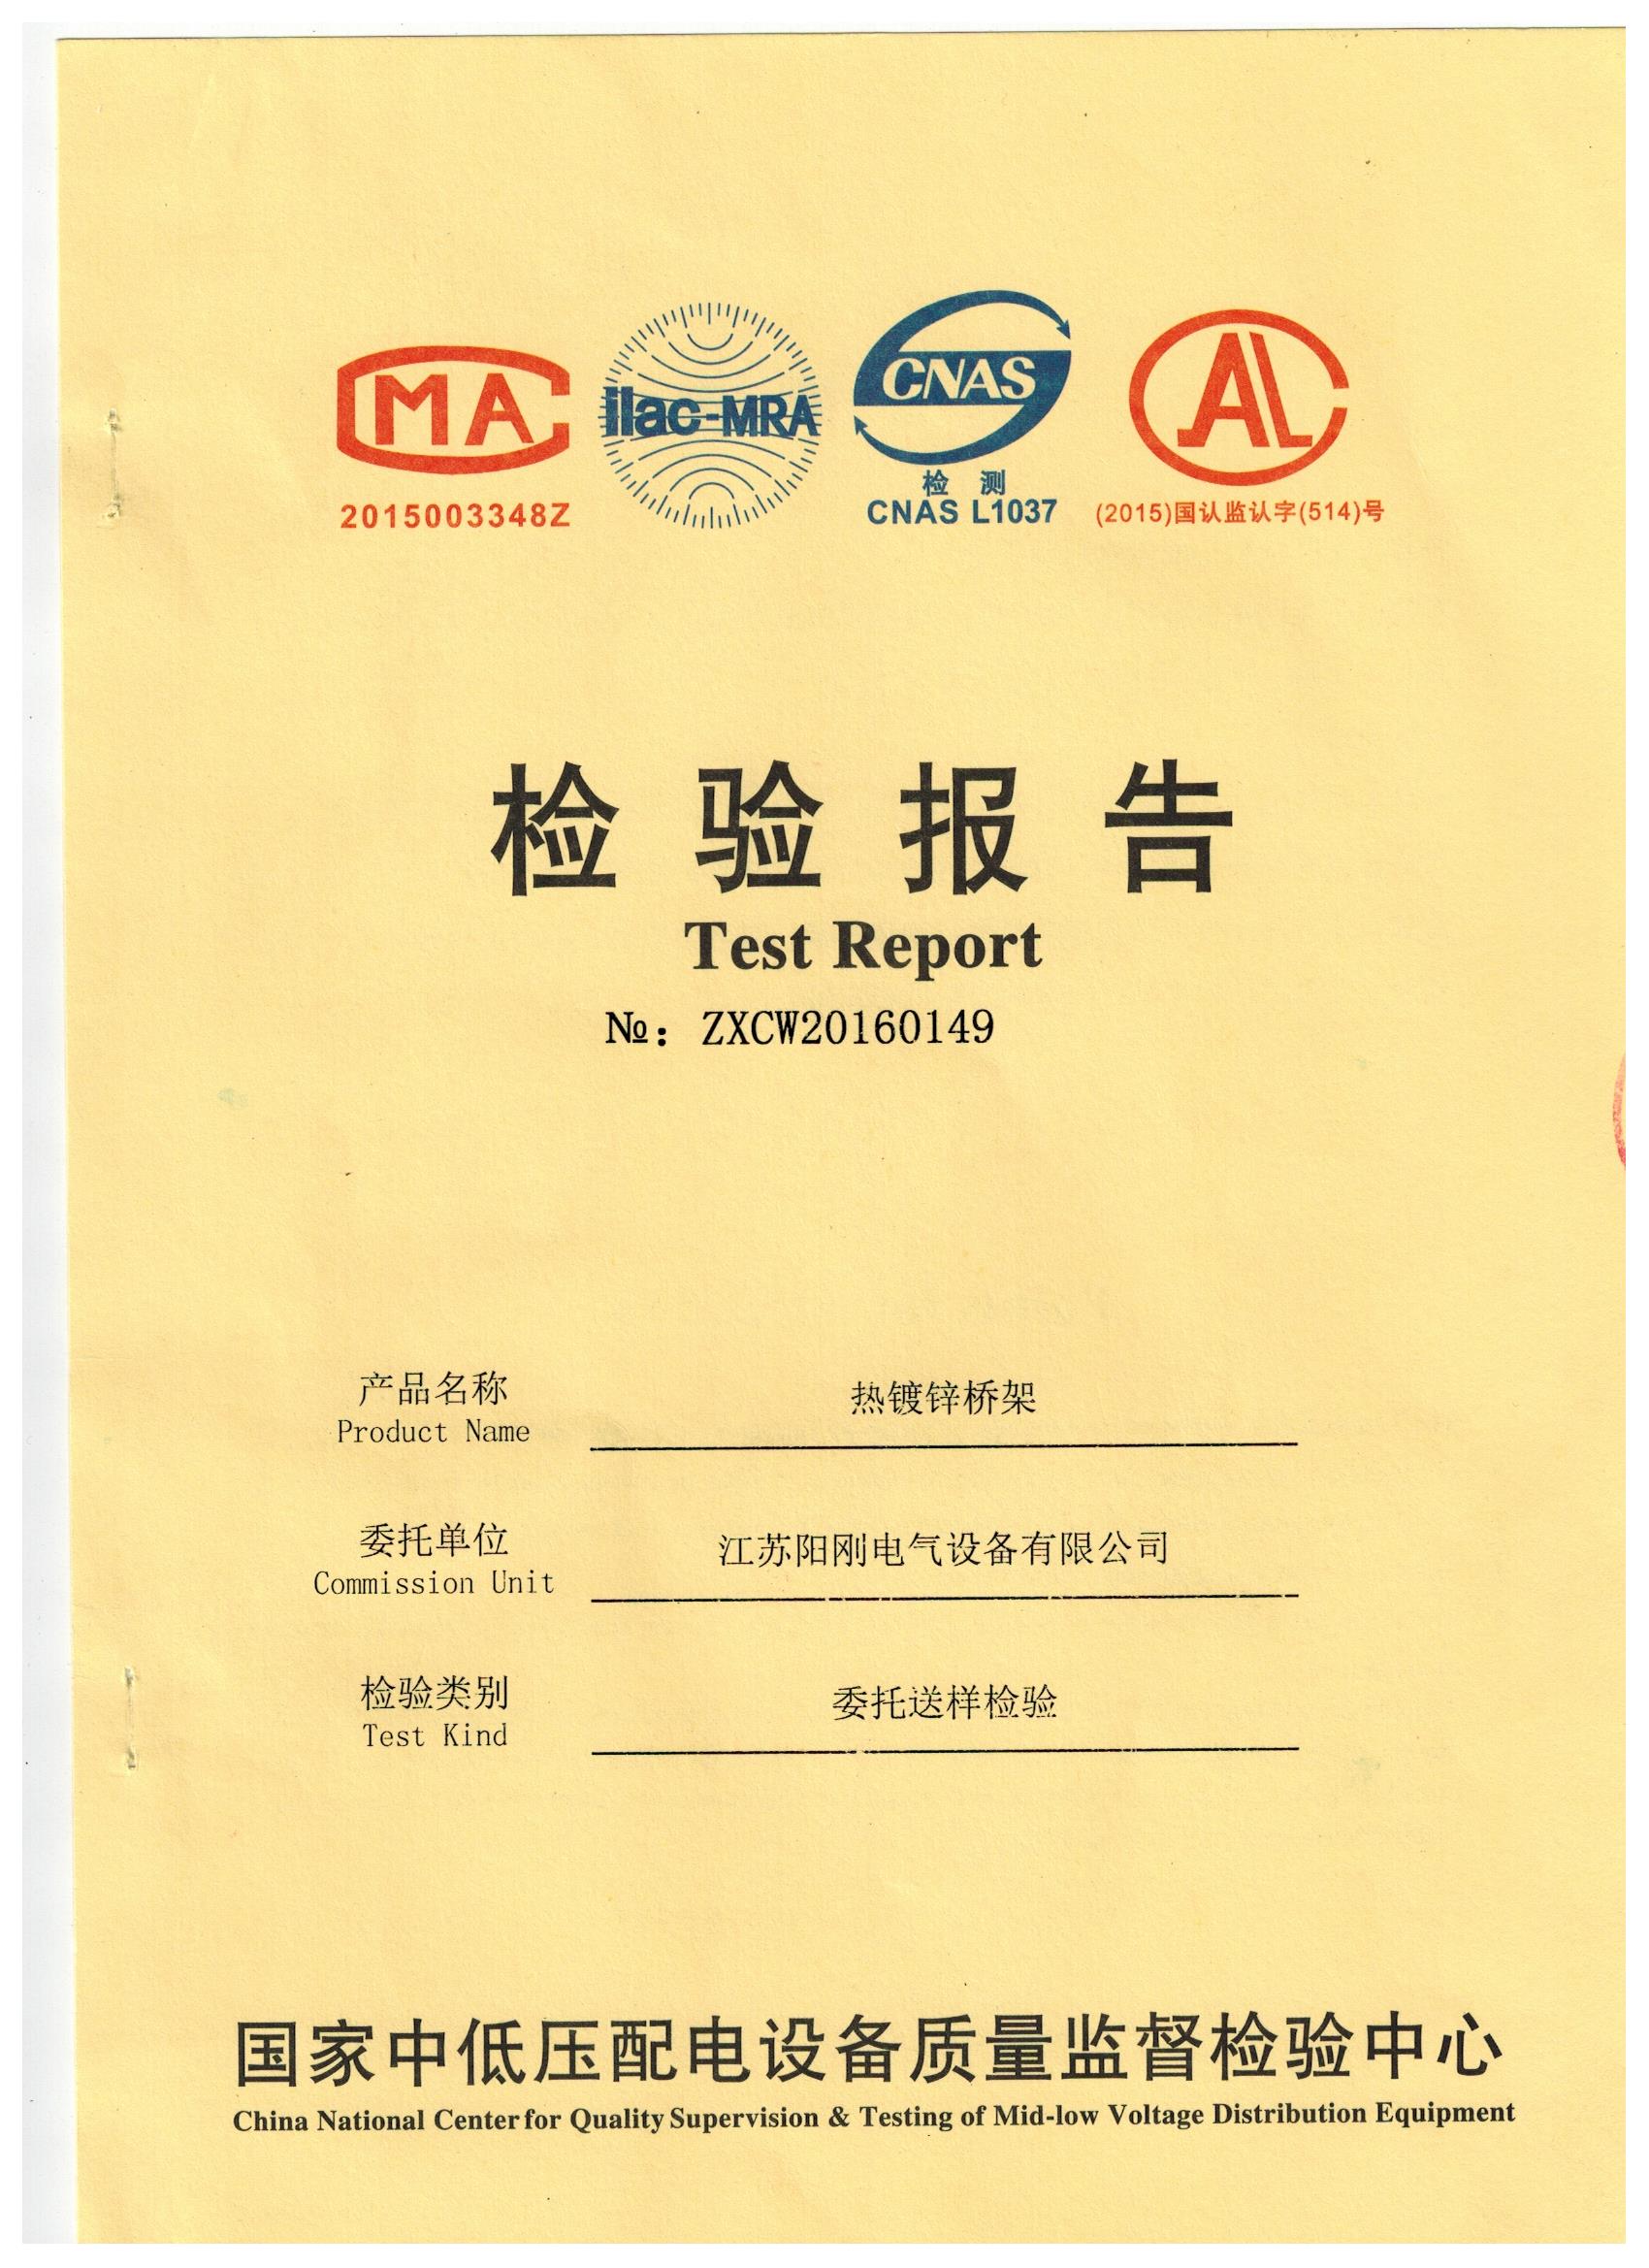 MA
ilac-MRA
CNAS
AL
检 测
2015003348Z
CNAS L1037
(2015)国认监认字(514)号
检验报告
Test Report
№： ZXCW20160149
产品名称
热镀锌桥架
Product Name
委托单位
江苏阳刚电气设备有限公司
Commission Unit
检验类别
委托送样检验
Test Kind
国家中低压配电设备质量监督检验中心
China National Center for Quality Supervision & Testing of Mid-low Voltage Distribution Equipment